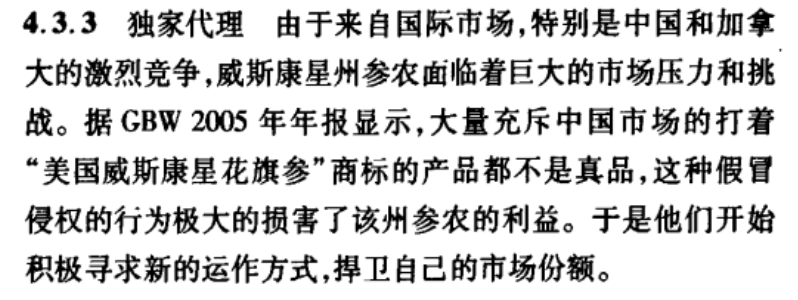 4.3.3 独家代理 由于来自国际市场,特别是中国和加拿
大的激烈竞争,威斯康星州参农面临着巨大的市场压力和挑
战。据 GBW 2005 年年报显示,大量充斥中国市场的打着
“美国威斯康星花旗参”商标的产品都不是真品,这种假冒
侵权的行为极大的损害了该州参农的利益。于是他们开始
积极寻求新的运作方式,捍卫自己的市场份额。